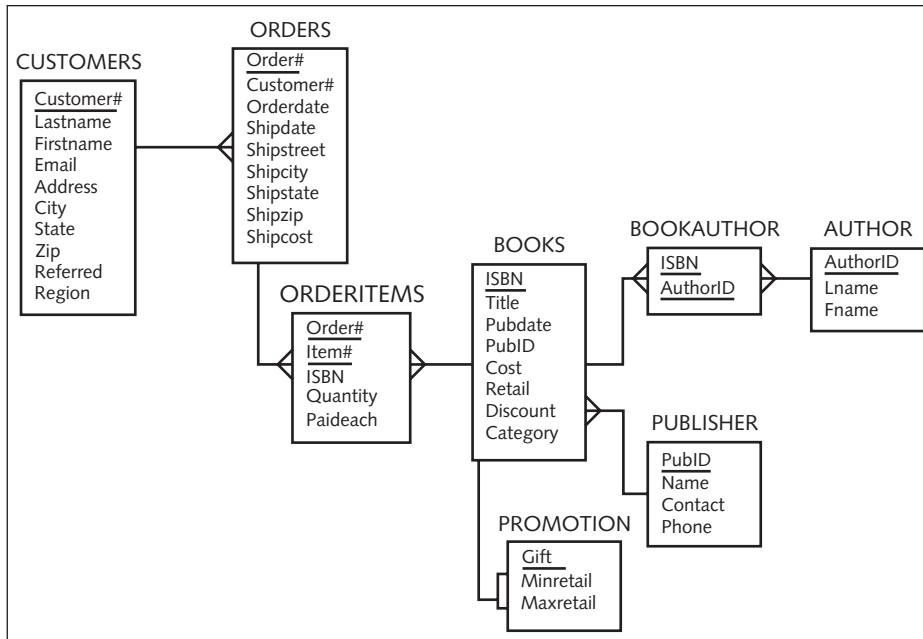 CUSTOMERS
Customer#
Lastname
Firstname
Email
Address
City
State
Zip
Referred
Region
ORDERS
Order#
Customer#
Orderdate
Shipdate
Shipstreet
Shipcity
Shipstate
Shipzip
Shipcost
ORDERITEMS
Order#
Item#
ISBN
Quantity
Paideach
BOOKS
ISBN
Title
Pubdate
PubID
Cost
Retail
Discount
Category
PROMOTION
Gift
Minretail
Maxretail
BOOKAUTHOR
ISBN
AuthorID
AUTHOR
AuthorID
Lname
Fname
PUBLISHER
PubID
Name
Contact
Phone